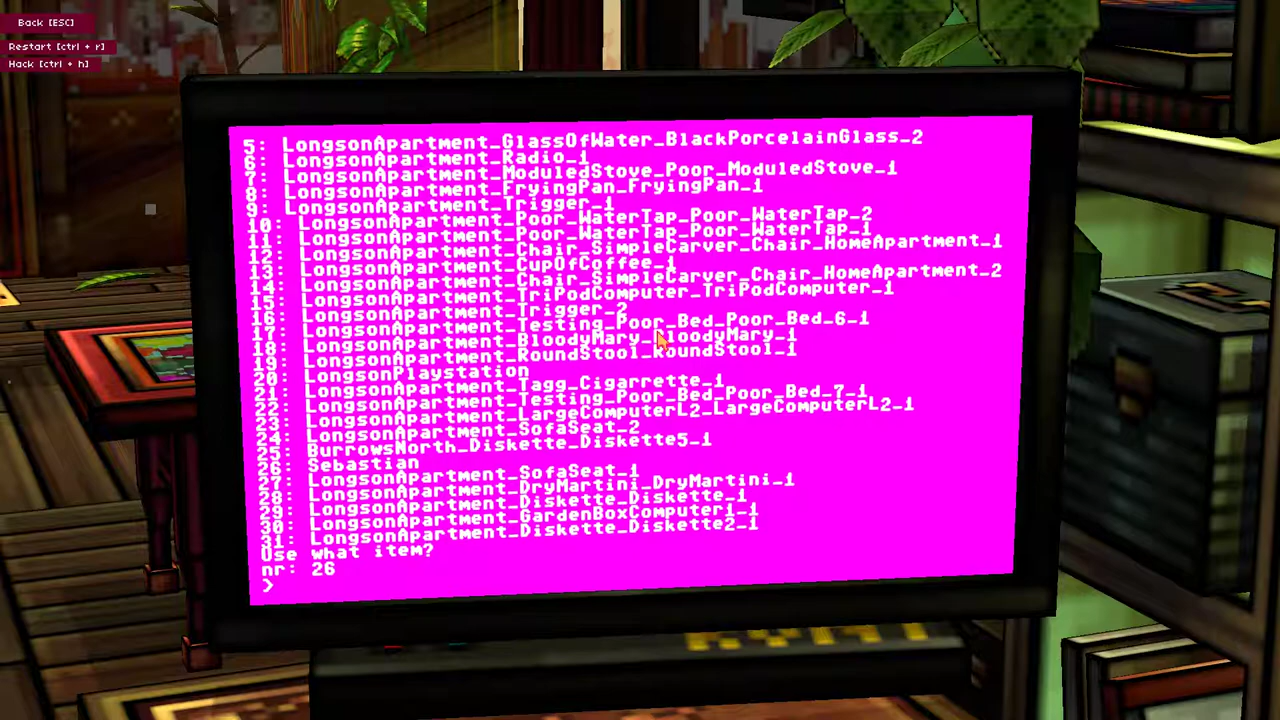 Back [ESC]
Restart [ctrl + r]
Hack [ctrl + h]
5: LongsonApartment_GlassOfWater_BlackPorcelainGlass_2
6: LongsonApartment_Radio_1
7: LongsonApartment_ModuledStove_Poor_ModuledStove_1
8: LongsonApartment_FryingPan_FryingPan_1
9: LongsonApartment_Trigger_1
10: LongsonApartment_Poor_WaterTap_Poor_WaterTap_2
11: LongsonApartment_Poor_WaterTap_Poor_WaterTap_1
12: LongsonApartment_Chair_SimpleCarver_Chair_HomeApartment_1
13: LongsonApartment_CupOfCoffee_1
14: LongsonApartment_Chair_SimpleCarver_Chair_HomeApartment_2
15: LongsonApartment_TriPodComputer_TriPodComputer_1
16: LongsonApartment_Trigger_2
17: LongsonApartment_Testing_Poor_Bed_Poor_Bed_6_1
18: LongsonApartment_BloodyMary_BloodyMary_1
19: LongsonApartment_RoundStool_RoundStool_1
20: LongsonPlaystation
21: LongsonApartment_Tagg_Cigarrette_1
22: LongsonApartment_Testing_Poor_Bed_Poor_Bed_7_1
23: LongsonApartment_LargeComputerL2_LargeComputerL2_1
24: LongsonApartment_SofaSeat_2
25: BurrowsNorth_Diskette_Diskette5_1
26: Sebastian
27: LongsonApartment_SofaSeat_1
28: LongsonApartment_DryMartini_DryMartini_1
29: LongsonApartment_Diskette_Diskette_1
30: LongsonApartment_GardenBoxComputer1_1
31: LongsonApartment_Diskette_Diskette2_1
Use what item?
nr: 26
>